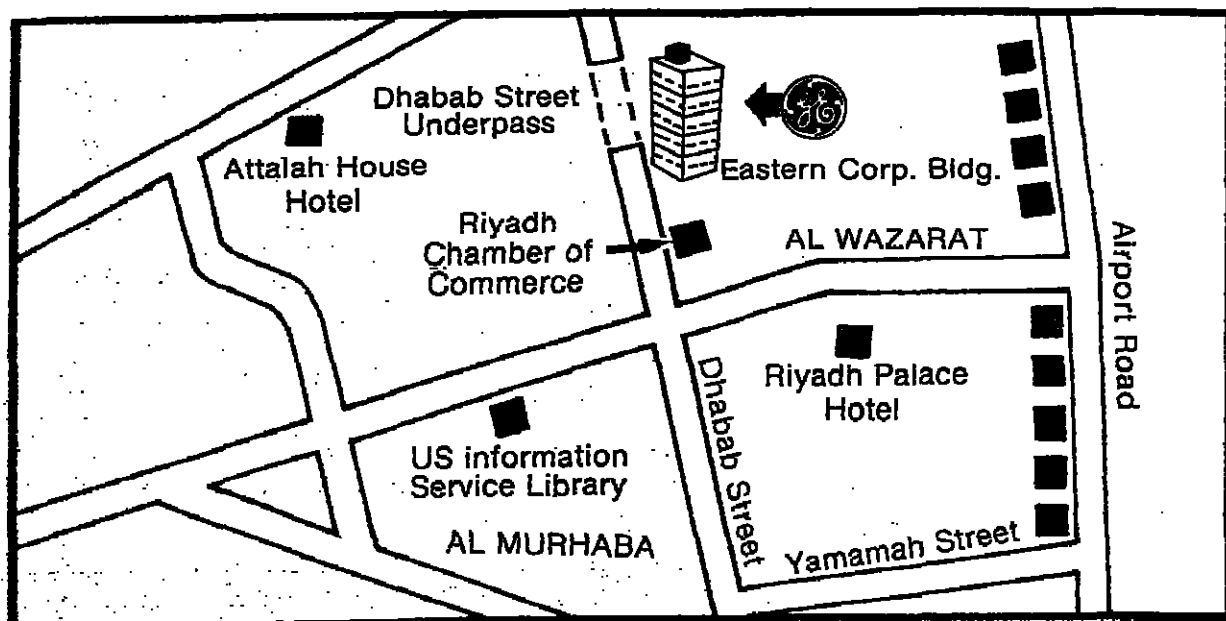 Dhabab Street
Underpass
Attalah House
Hotel
Eastern Corp. Bldg.
Riyadh
Chamber of
Commerce
AL WAZARAT
Airport Road
Riyadh Palace
Hotel
Dhabab Street
US information
Service Library
AL MURHABA
Yamamah Street
GE